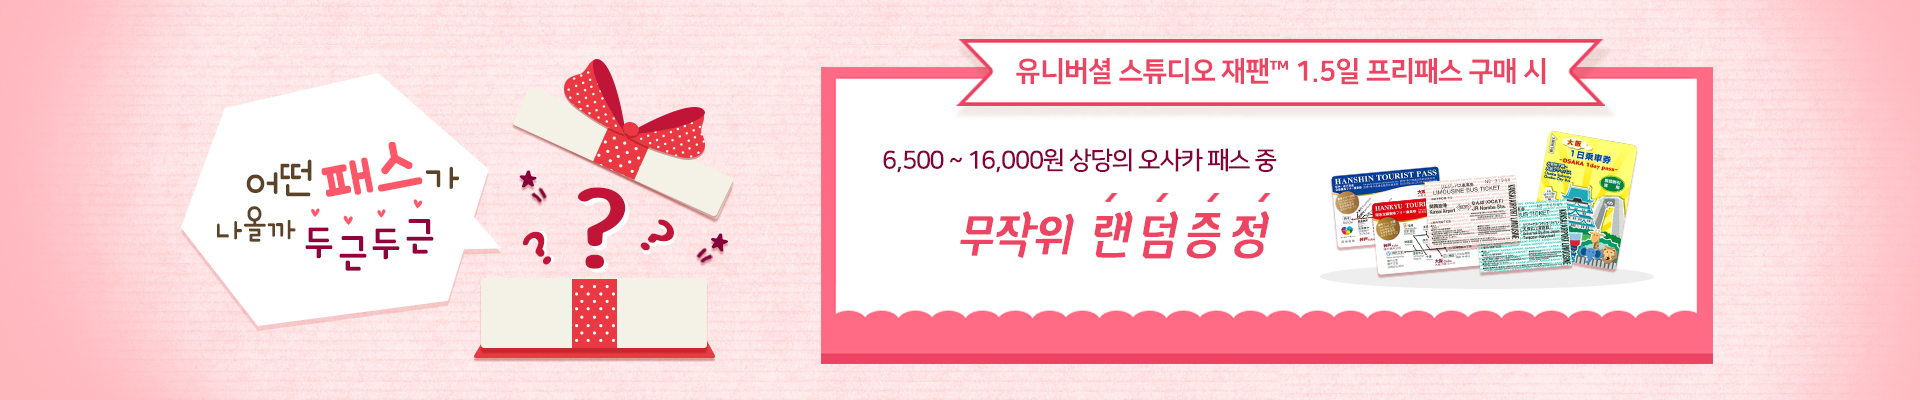 어떤 패스가
나올까 두근두근
유니버셜 스튜디오 재팬™ 1.5일 프리패스 구매 시
6,500 ~ 16,000원 상당의 오사카 패스 중
무작위 랜덤증정
HANSHIN TOURIST PASS
HANKYU TOURI
LIMOUSINE BUS TICKET
大阪
1日乗車券
~OSAKA 1day pass~